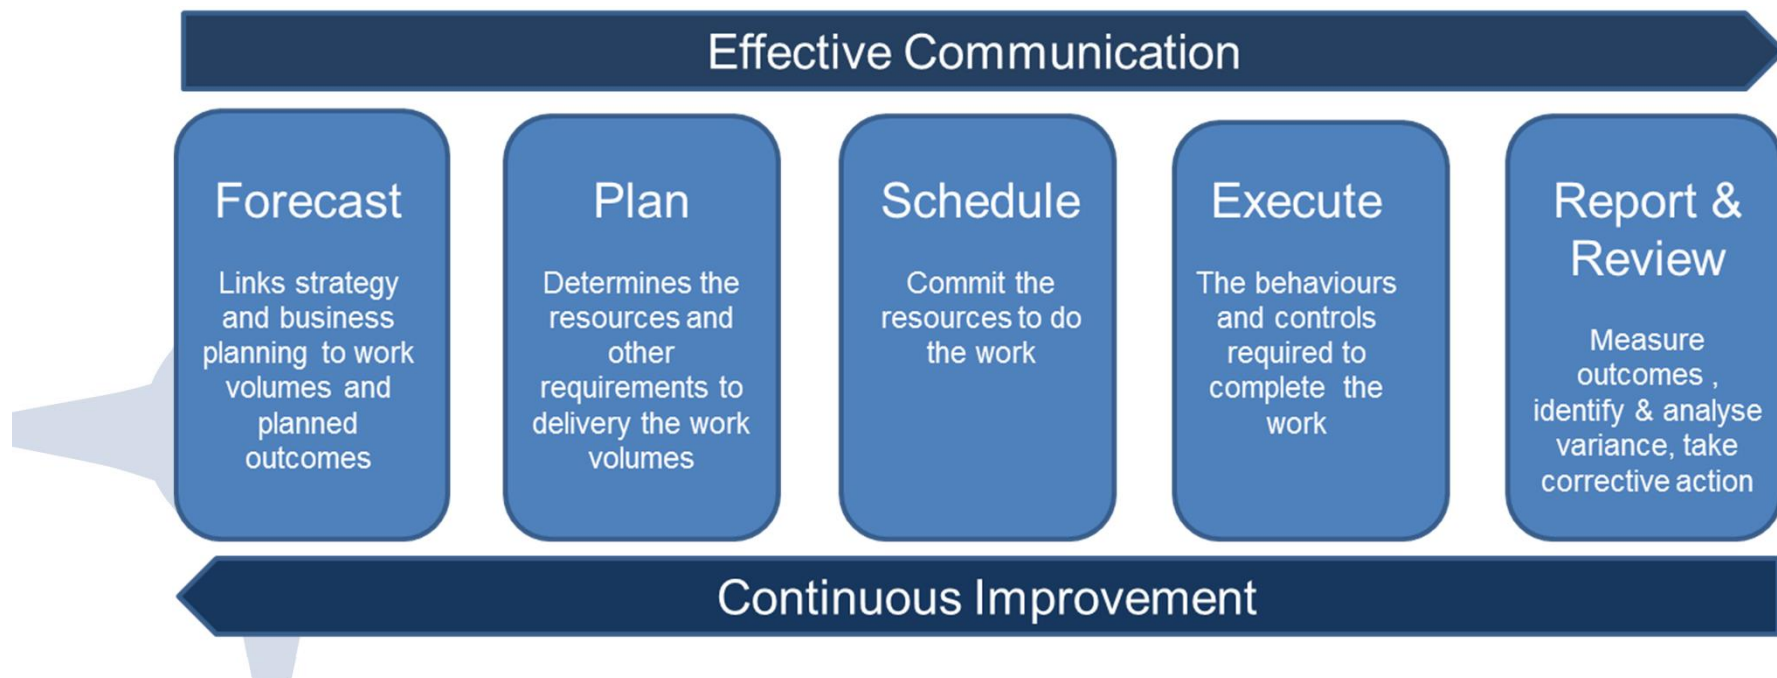 Effective Communication
Forecast
Links strategy
and business
planning to work
volumes and
planned
outcomes
Plan
Determines the
resources and
other
requirements to
delivery the work
volumes
Schedule
Commit the
resources to do
the work
Execute
The behaviours
and controls
required to
complete the
work
Report &
Review
Measure
outcomes ,
identify & analyse
variance, take
corrective action
Continuous Improvement